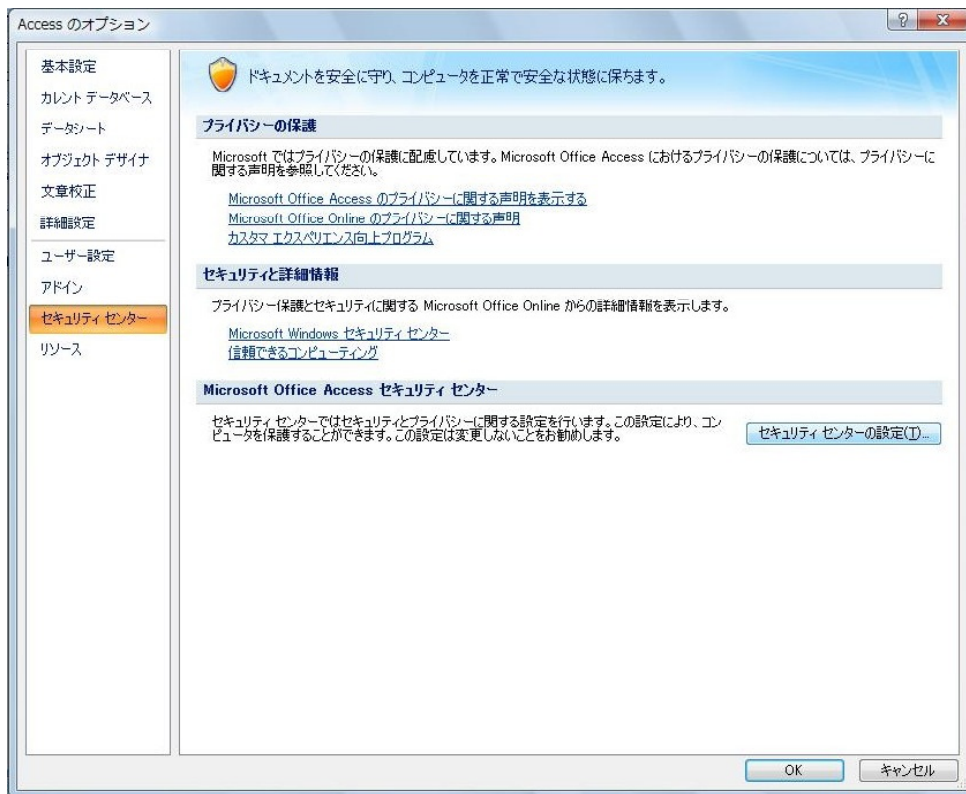 Access のオプション
基本設定
カレント データベース
データシート
オブジェクト デザイナ
文章校正
詳細設定
ユーザー設定
アドイン
セキュリティ センター
リソース
ドキュメントを安全に守り、コンピュータを正常で安全な状態に保ちます。
プライバシーの保護
Microsoft ではプライバシーの保護に配慮しています。Microsoft Office Access におけるプライバシーの保護については、プライバシーに
関する声明を参照してください。
Microsoft Office Access のプライバシーに関する声明を表示する
Microsoft Office Online のプライバシーに関する声明
カスタマ エクスペリエンス向上プログラム
セキュリティと詳細情報
プライバシー保護とセキュリティに関する Microsoft Office Online からの詳細情報を表示します。
Microsoft Windows セキュリティ センター
信頼できるコンピューティング
Microsoft Office Access セキュリティ センター
セキュリティ センターではセキュリティとプライバシーに関する設定を行います。この設定により、コン
ピュータを保護することができます。この設定は変更しないことをお勧めします。
セキュリティ センターの設定(T)...
OK
キャンセル